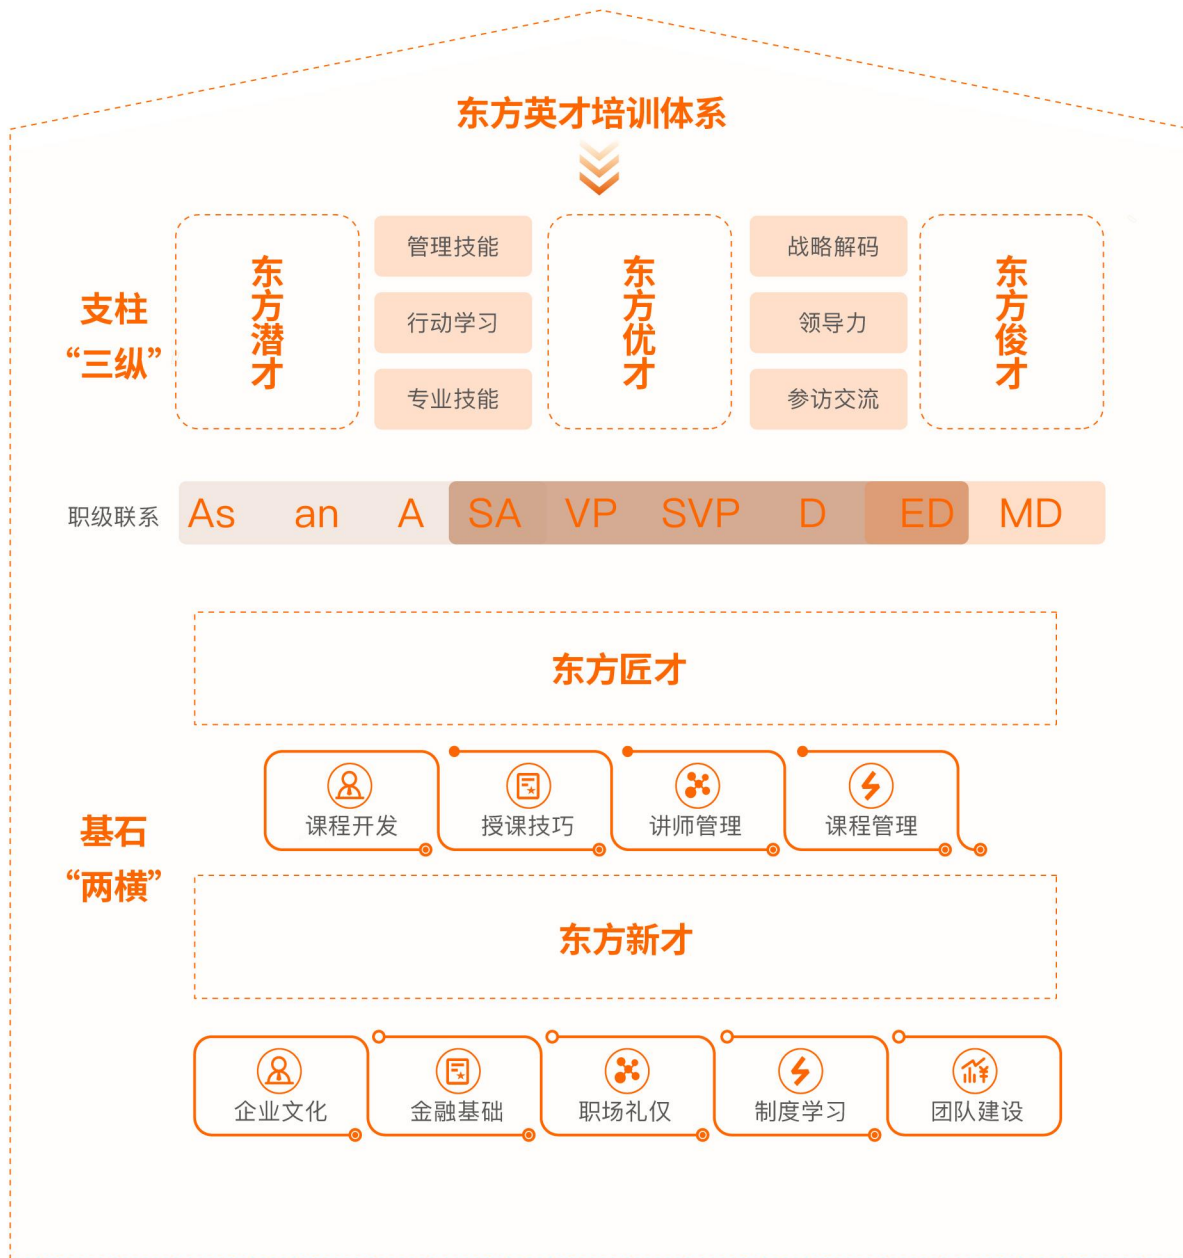 东方英才培训体系
支柱
“三纵”
东方潜才
管理技能
行动学习
专业技能
东方优才
战略解码
领导力
参访交流
东方俊才
职级联系
As an A SA VP SVP D ED MD
东方匠才
基石
“两横”
课程开发
授课技巧
讲师管理
课程管理
东方新才
企业文化
金融基础
职场礼仪
制度学习
团队建设